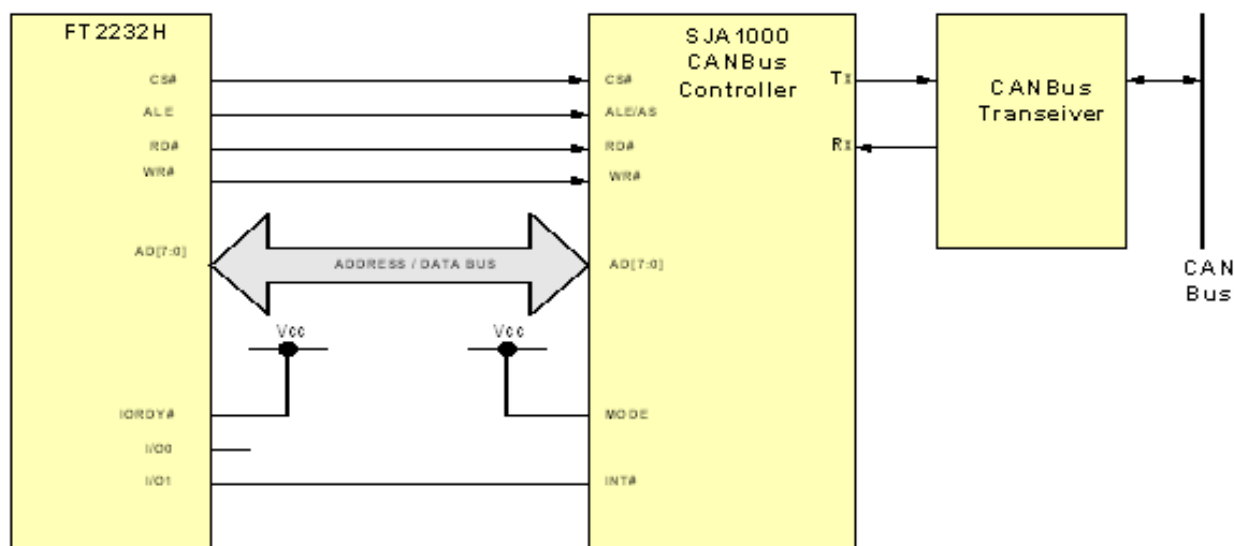 FT2232H
CS#
ALE
RD#
WR#
AD[7:0]
IORDY#
I/O0
I/O1
ADDRESS / DATA BUS
Vcc
Vcc
SJA1000
CANBus
Controller
CS#
ALE/AS
RD#
WR#
AD[7:0]
MODE
INT#
Tx
Rx
CANBus
Transeiver
CAN
Bus